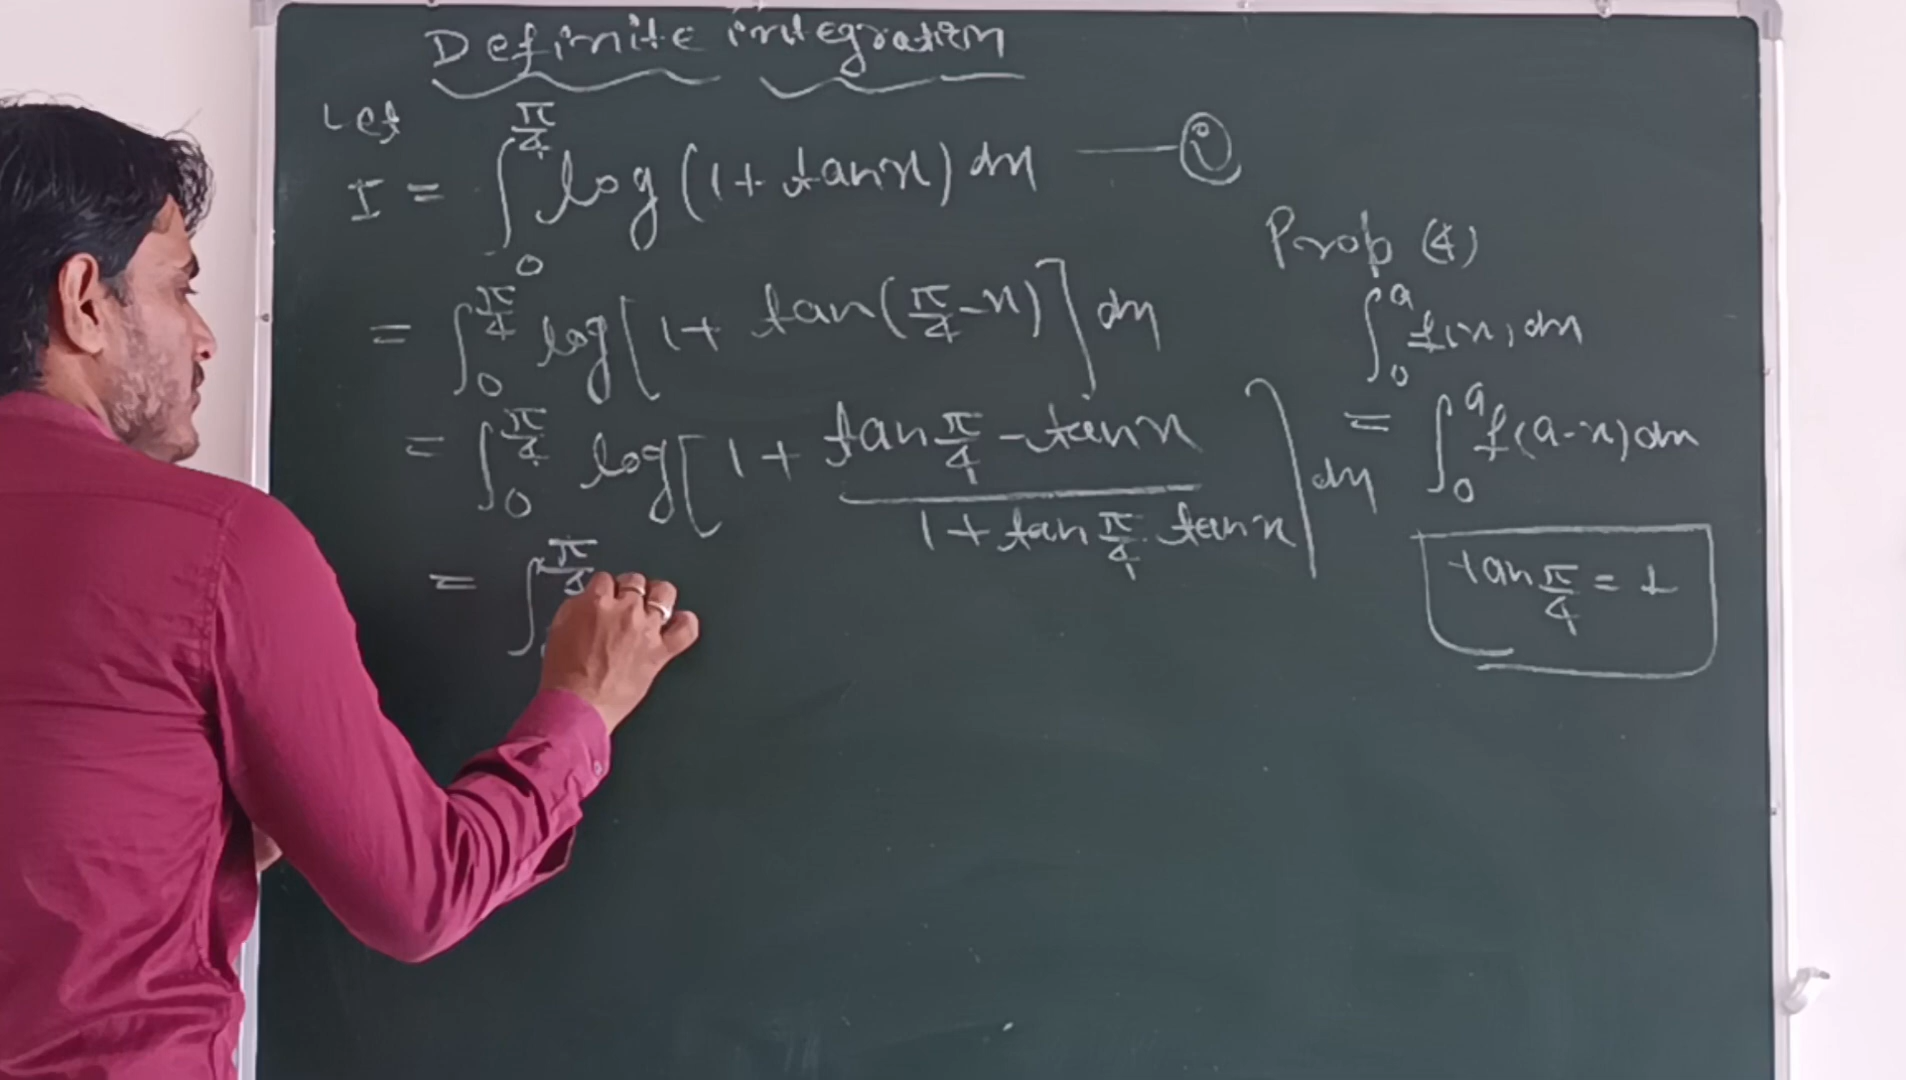 Definite integration
Let
I = ∫₀^(π/4) log (1 + tanx) dx —— (i)
= ∫₀^(π/4) log [1 + tan(π/4 - x)] dx
= ∫₀^(π/4) log [1 + (tan π/4 - tanx)/(1 + tan π/4 . tanx)] dx
= ∫ π/4
Prop (4)
∫₀^a f(x) dx
= ∫₀^a f(a-x) dx
tan π/4 = 1